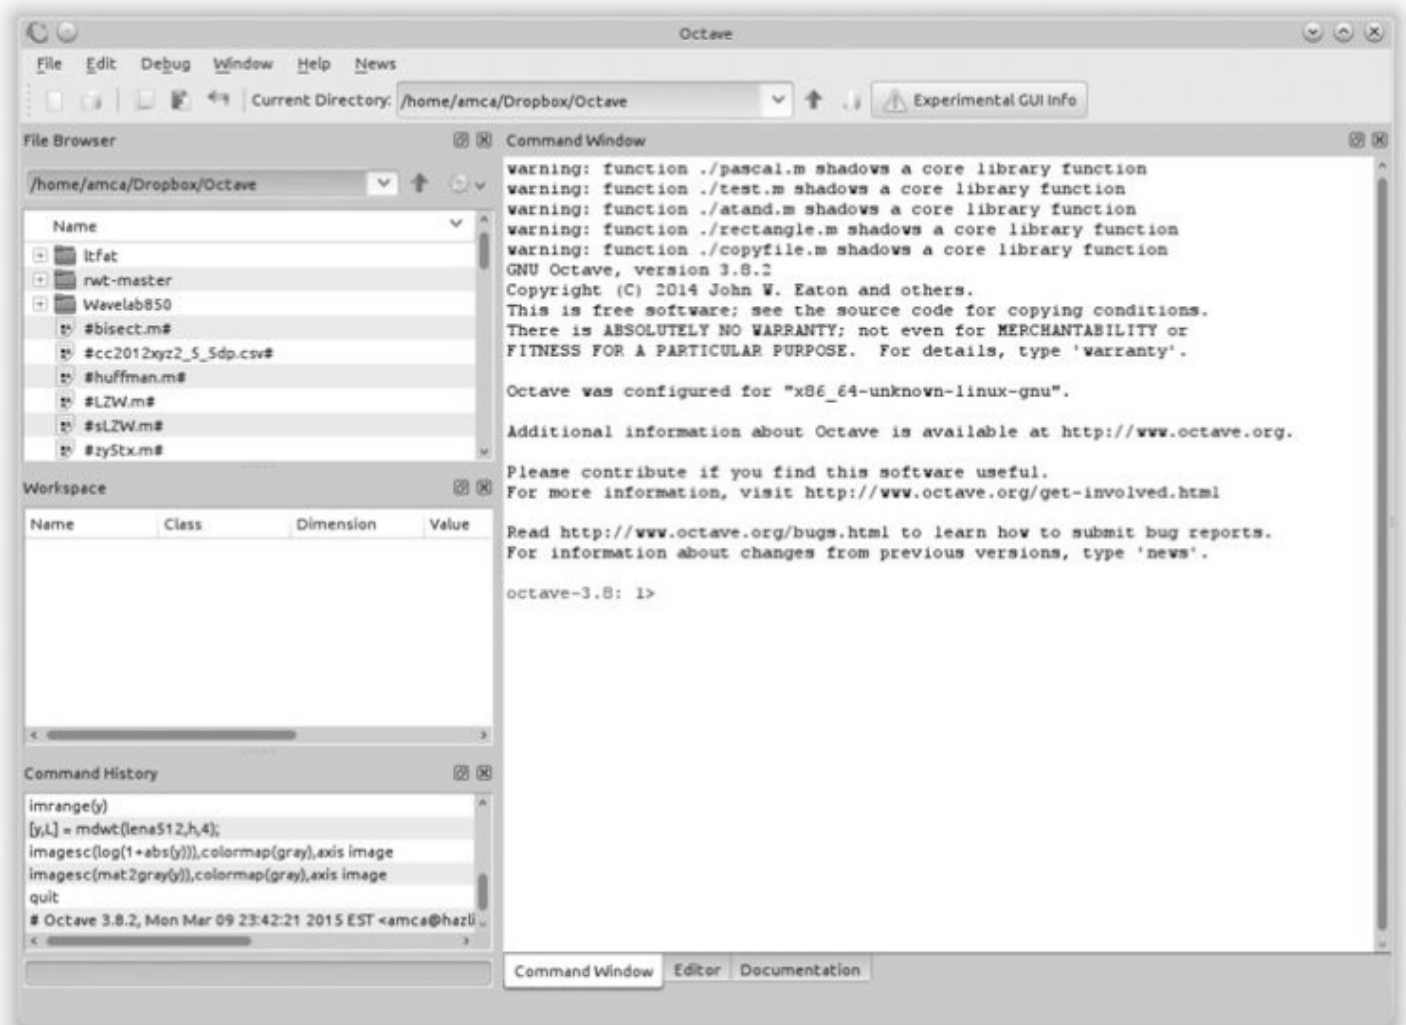 Octave
File Edit Debug Window Help News
Current Directory: /home/amca/Dropbox/Octave
Experimental GUI Info
File Browser
/home/amca/Dropbox/Octave
Name
ltfat
rwt-master
Wavelab850
#bisect.m#
#cc2012xyz2_5_5dp.csv#
#huffman.m#
#LZW.m#
#sLZW.m#
#zy5tx.m#
Workspace
Name Class Dimension Value
Command History
imrange(y)
[y,L] = mdwt(lena512,h,4);
imagesc(log(1+abs(y))),colormap(gray),axis image
imagesc(mat2gray(y)),colormap(gray),axis image
quit
# Octave 3.8.2, Mon Mar 09 23:42:21 2015 EST <amca@hazli
Command Window
warning: function ./pascal.m shadows a core library function
warning: function ./test.m shadows a core library function
warning: function ./atand.m shadows a core library function
warning: function ./rectangle.m shadows a core library function
warning: function ./copyfile.m shadows a core library function
GNU Octave, version 3.8.2
Copyright (C) 2014 John W. Eaton and others.
This is free software; see the source code for copying conditions.
There is ABSOLUTELY NO WARRANTY; not even for MERCHANTABILITY or
FITNESS FOR A PARTICULAR PURPOSE.  For details, type 'warranty'.
Octave was configured for "x86_64-unknown-linux-gnu".
Additional information about Octave is available at http://www.octave.org.
Please contribute if you find this software useful.
For more information, visit http://www.octave.org/get-involved.html
Read http://www.octave.org/bugs.html to learn how to submit bug reports.
For information about changes from previous versions, type 'news'.
octave-3.8: 1>
Command Window Editor Documentation